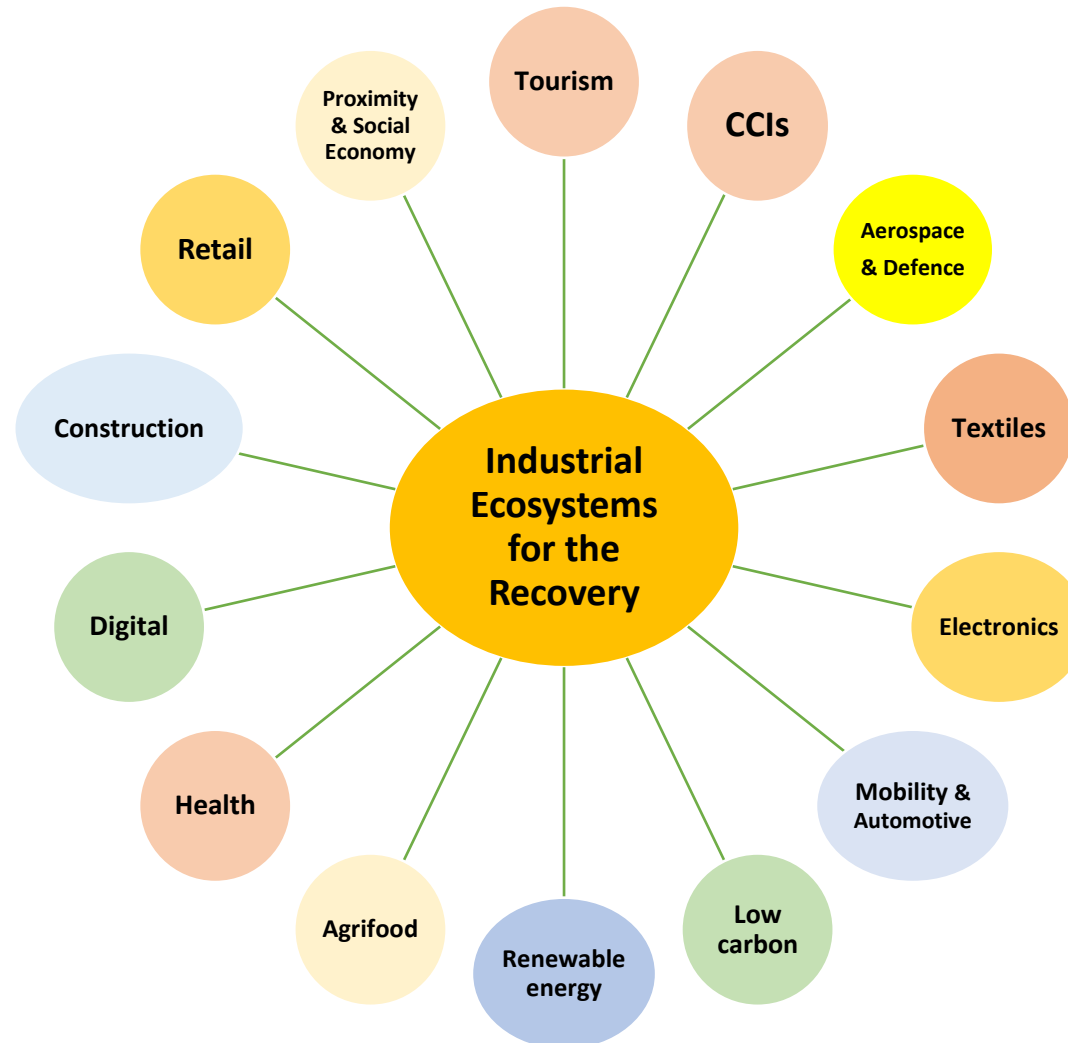 Tourism
CCIs
Aerospace
& Defence
Textiles
Electronics
Mobility &
Automotive
Low
carbon
Renewable
energy
Agrifood
Health
Digital
Construction
Retail
Proximity
& Social
Economy
Industrial
Ecosystems
for the
Recovery